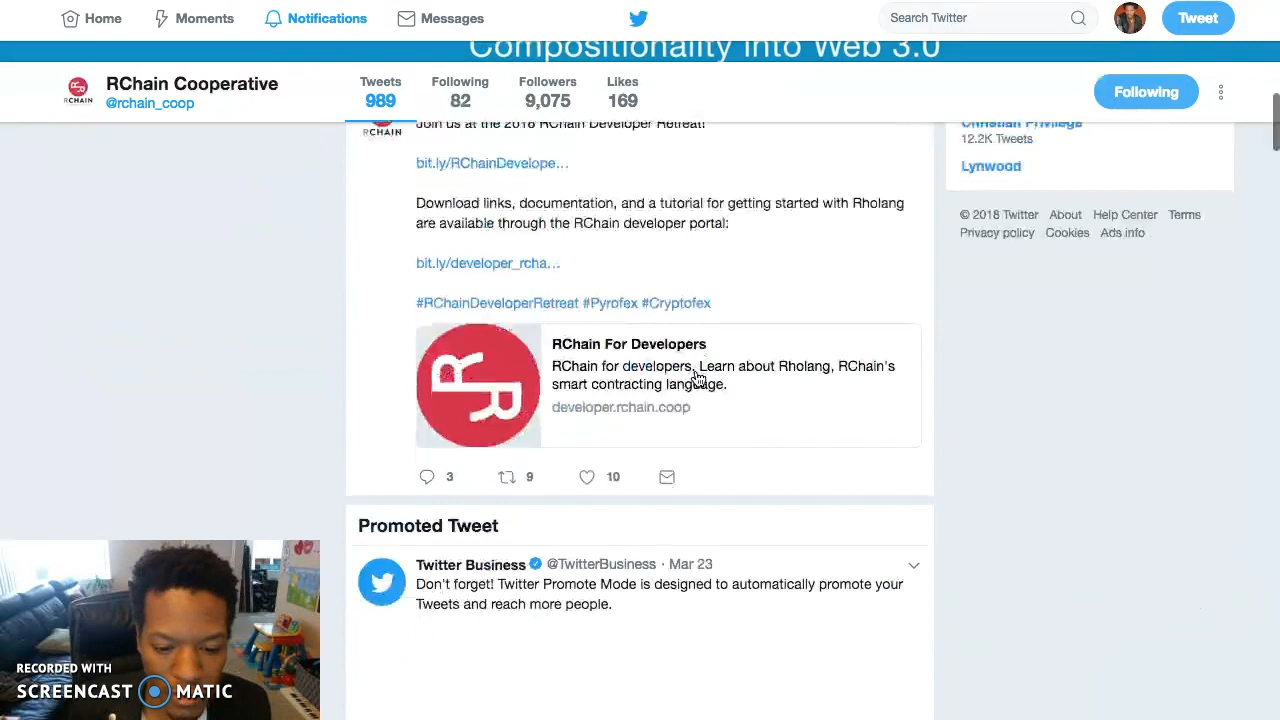 Home Moments Notifications Messages Search Twitter Tweet
Compositionality into Web 3.0
RChain Cooperative
@rchain_coop
Tweets Following Followers Likes
989 82 9,075 169
Following
RCHAIN
RCHAIN
Join us at the 2018 RChain Developer Retreat!
bit.ly/RChainDevelope…
Download links, documentation, and a tutorial for getting started with Rholang
are available through the RChain developer portal:
bit.ly/developer_rcha…
#RChainDeveloperRetreat #Pyrofex #Cryptofex
RChain For Developers
RChain for developers. Learn about Rholang, RChain's
smart contracting language.
developer.rchain.coop
3 9 10
Promoted Tweet
Twitter Business @TwitterBusiness · Mar 23
Don't forget! Twitter Promote Mode is designed to automatically promote your
Tweets and reach more people.
Christian Privilege
12.2K Tweets
Lynwood
© 2018 Twitter About Help Center Terms
Privacy policy Cookies Ads info
RECORDED WITH
SCREENCAST MATIC